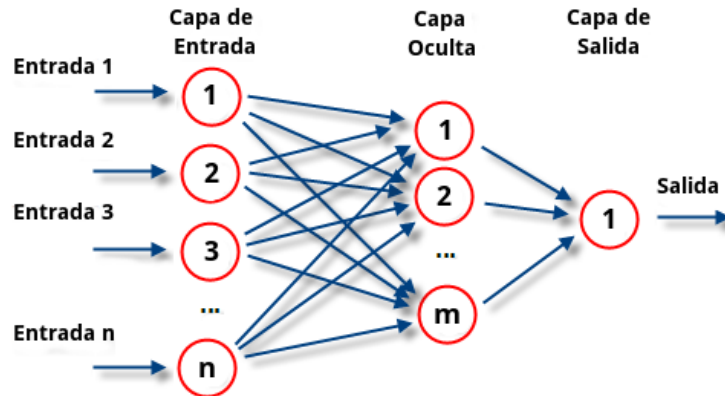 Capa de
Entrada
Capa
Oculta
Capa de
Salida
Entrada 1
1
Entrada 2
2
Entrada 3
3
...
Entrada n
n
1
2
...
m
1
Salida